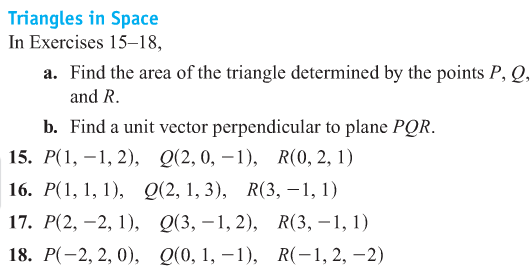 Triangles in Space
In Exercises 15–18,
a. Find the area of the triangle determined by the points P, Q,
and R.
b. Find a unit vector perpendicular to plane PQR.
15. P(1, −1, 2), Q(2, 0, −1), R(0, 2, 1)
16. P(1, 1, 1), Q(2, 1, 3), R(3, −1, 1)
17. P(2, −2, 1), Q(3, −1, 2), R(3, −1, 1)
18. P(−2, 2, 0), Q(0, 1, −1), R(−1, 2, −2)